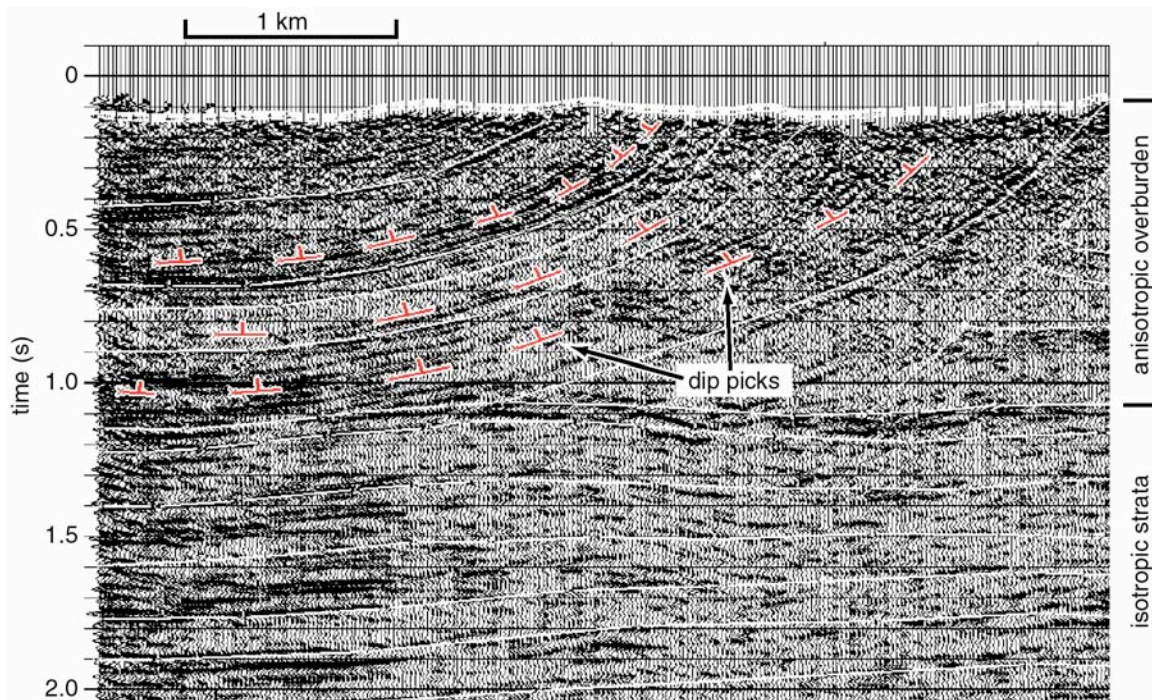 1 km
0
0.5
1.0
1.5
2.0
time (s)
dip picks
anisotropic overburden
isotropic strata